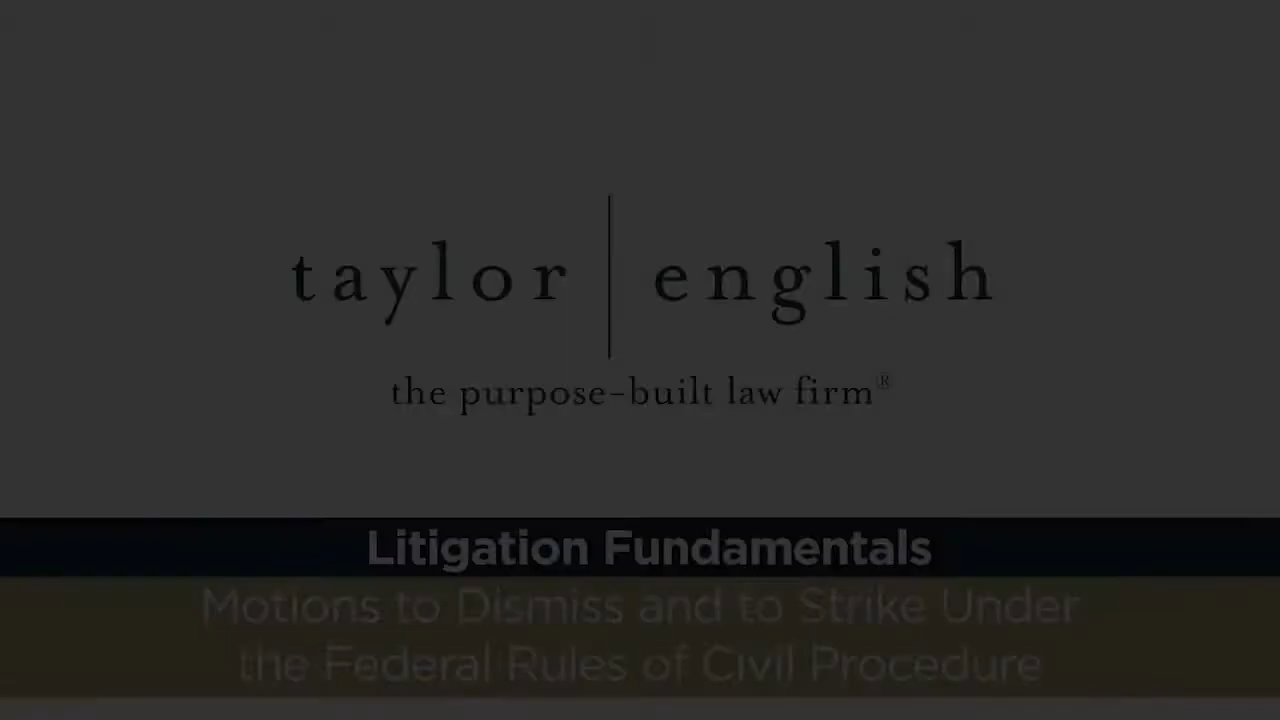 taylor | english
the purpose-built law firm®
Litigation Fundamentals
Motions to Dismiss and to Strike Under
the Federal Rules of Civil Procedure